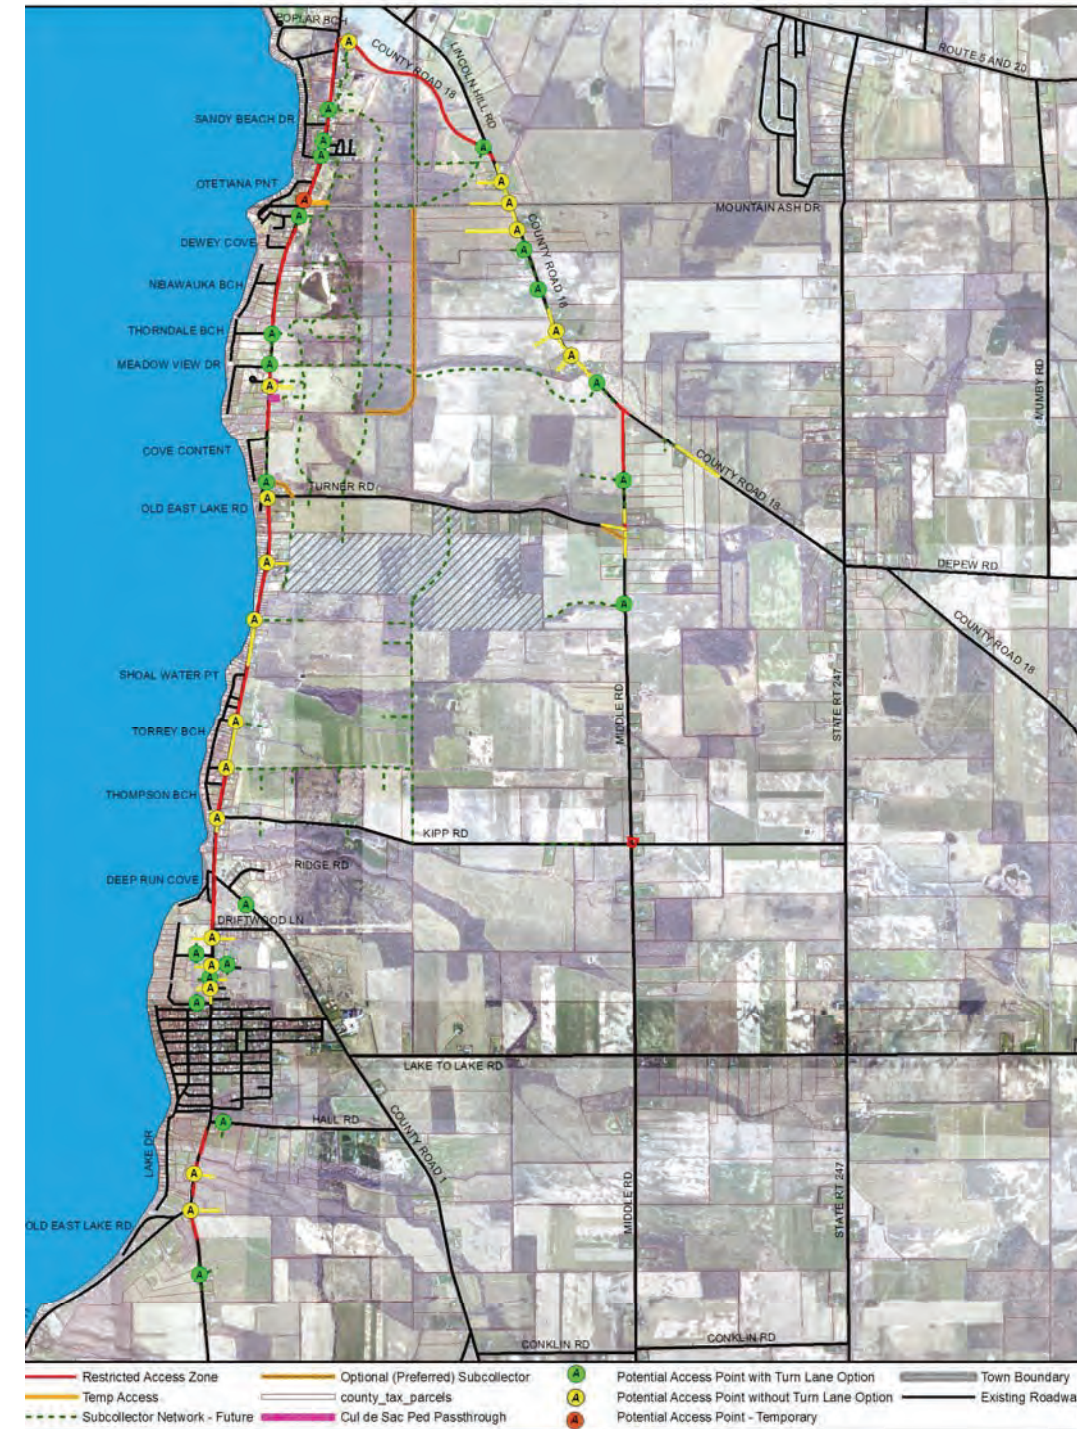 POPLAR BCH
ROUTE 5 AND 20
COUNTY ROAD 18
LINCOLN HILL RD
A
A
SANDY BEACH DR
A
A
A
OTETIANA PNT
A
A
A
MOUNTAIN ASH DR
A
DEWEY COVE
A
COUNTY ROAD 18
A
NIBAWAUKA BCH
A
THORNDALE BCH
A
A
MEADOW VIEW DR
A
A
A
A
MUMBY RD
COVE CONTENT
COUNTY ROAD 18
A
A
TURNER RD
OLD EAST LAKE RD
A
A
DEPEW RD
A
A
COUNTY ROAD 18
SHOAL WATER PT
MIDDLE RD
STATE RT 247
TORREY BCH
A
A
THOMPSON BCH
A
KIPP RD
RIDGE RD
DEEP RUN COVE
A
DRIFTWOOD LN
A
A
A
A
A
A
A
LAKE TO LAKE RD
HALL RD
A
COUNTY ROAD 1
LAKE DR
A
MIDDLE RD
STATE RT 247
OLD EAST LAKE RD
A
A
CONKLIN RD
CONKLIN RD
Restricted Access Zone
Optional (Preferred) Subcollector
A
Potential Access Point with Turn Lane Option
Town Boundary
Temp Access
county_tax_parcels
A
Potential Access Point without Turn Lane Option
Existing Roadwa
Subcollector Network - Future
Cul de Sac Ped Passthrough
A
Potential Access Point - Temporary